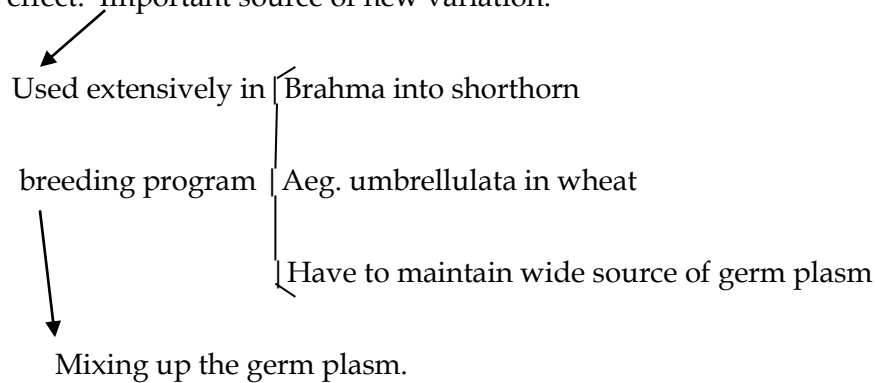 effect. Important source of new variation.
Used extensively in | Brahma into shorthorn
breeding program | Aeg. umbrellulata in wheat
| Have to maintain wide source of germ plasm
Mixing up the germ plasm.